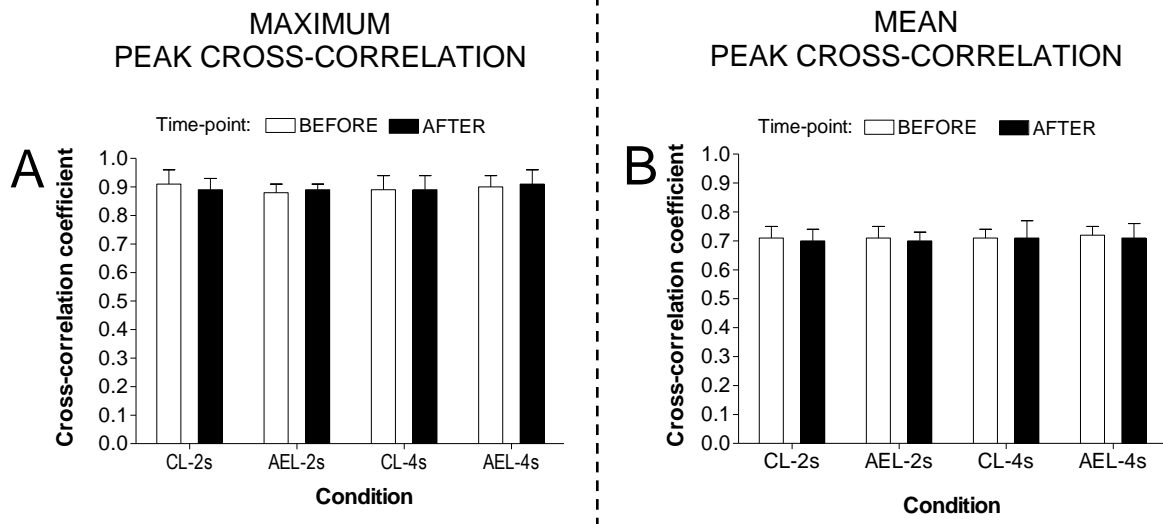 MAXIMUM
PEAK CROSS-CORRELATION
Time-point: BEFORE AFTER
A
Cross-correlation coefficient
1.0
0.9
0.8
0.7
0.6
0.5
0.4
0.3
0.2
0.1
0.0
CL-2s AEL-2s CL-4s AEL-4s
Condition
MEAN
PEAK CROSS-CORRELATION
Time-point: BEFORE AFTER
B
Cross-correlation coefficient
1.0
0.9
0.8
0.7
0.6
0.5
0.4
0.3
0.2
0.1
0.0
CL-2s AEL-2s CL-4s AEL-4s
Condition